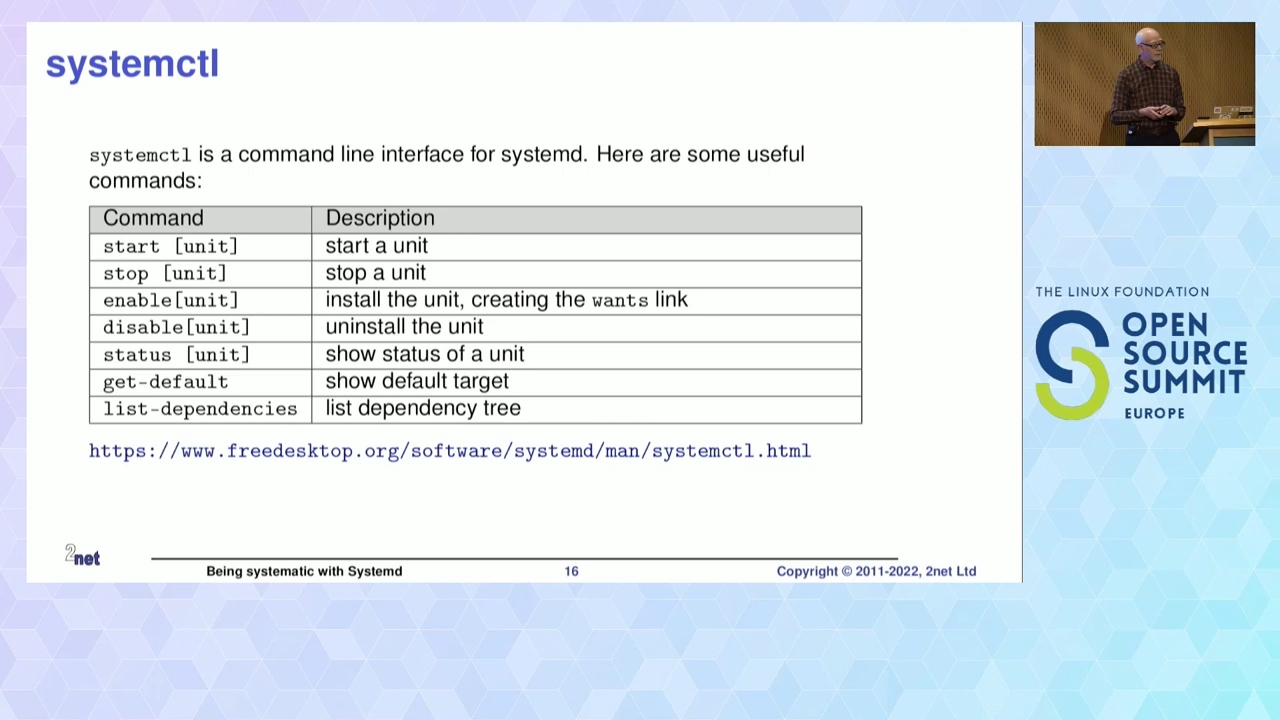 systemctl
systemctl is a command line interface for systemd. Here are some useful
commands:
Command Description
start [unit] start a unit
stop [unit] stop a unit
enable[unit] install the unit, creating the wants link
disable[unit] uninstall the unit
status [unit] show status of a unit
get-default show default target
list-dependencies list dependency tree
https://www.freedesktop.org/software/systemd/man/systemctl.html
2net
Being systematic with Systemd 16 Copyright © 2011-2022, 2net Ltd
THE LINUX FOUNDATION
OPEN
SOURCE
SUMMIT
EUROPE